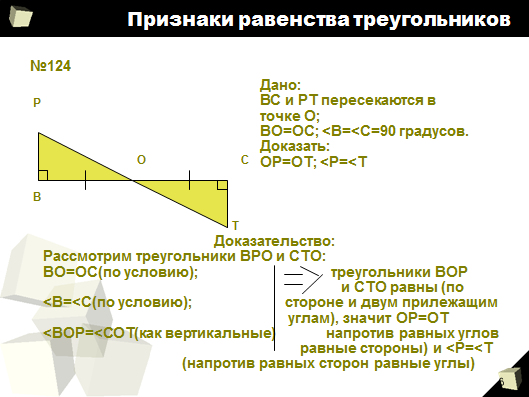 Признаки равенства треугольников
№124
Дано:
ВС и РТ пересекаются в
точке О;
ВО=ОС; <В=<С=90 градусов.
Доказать:
ОР=ОТ; <Р=<Т
Р
О
С
В
Т
Доказательство:
Рассмотрим треугольники ВРО и СТО:
ВО=ОС(по условию);
<В=<С(по условию);
<ВОР=<СОТ(как вертикальные)
треугольники ВОР
и СТО равны (по
стороне и двум прилежащим
углам), значит ОР=ОТ
напротив равных углов
равные стороны) и <Р=<Т
(напротив равных сторон равные углы)